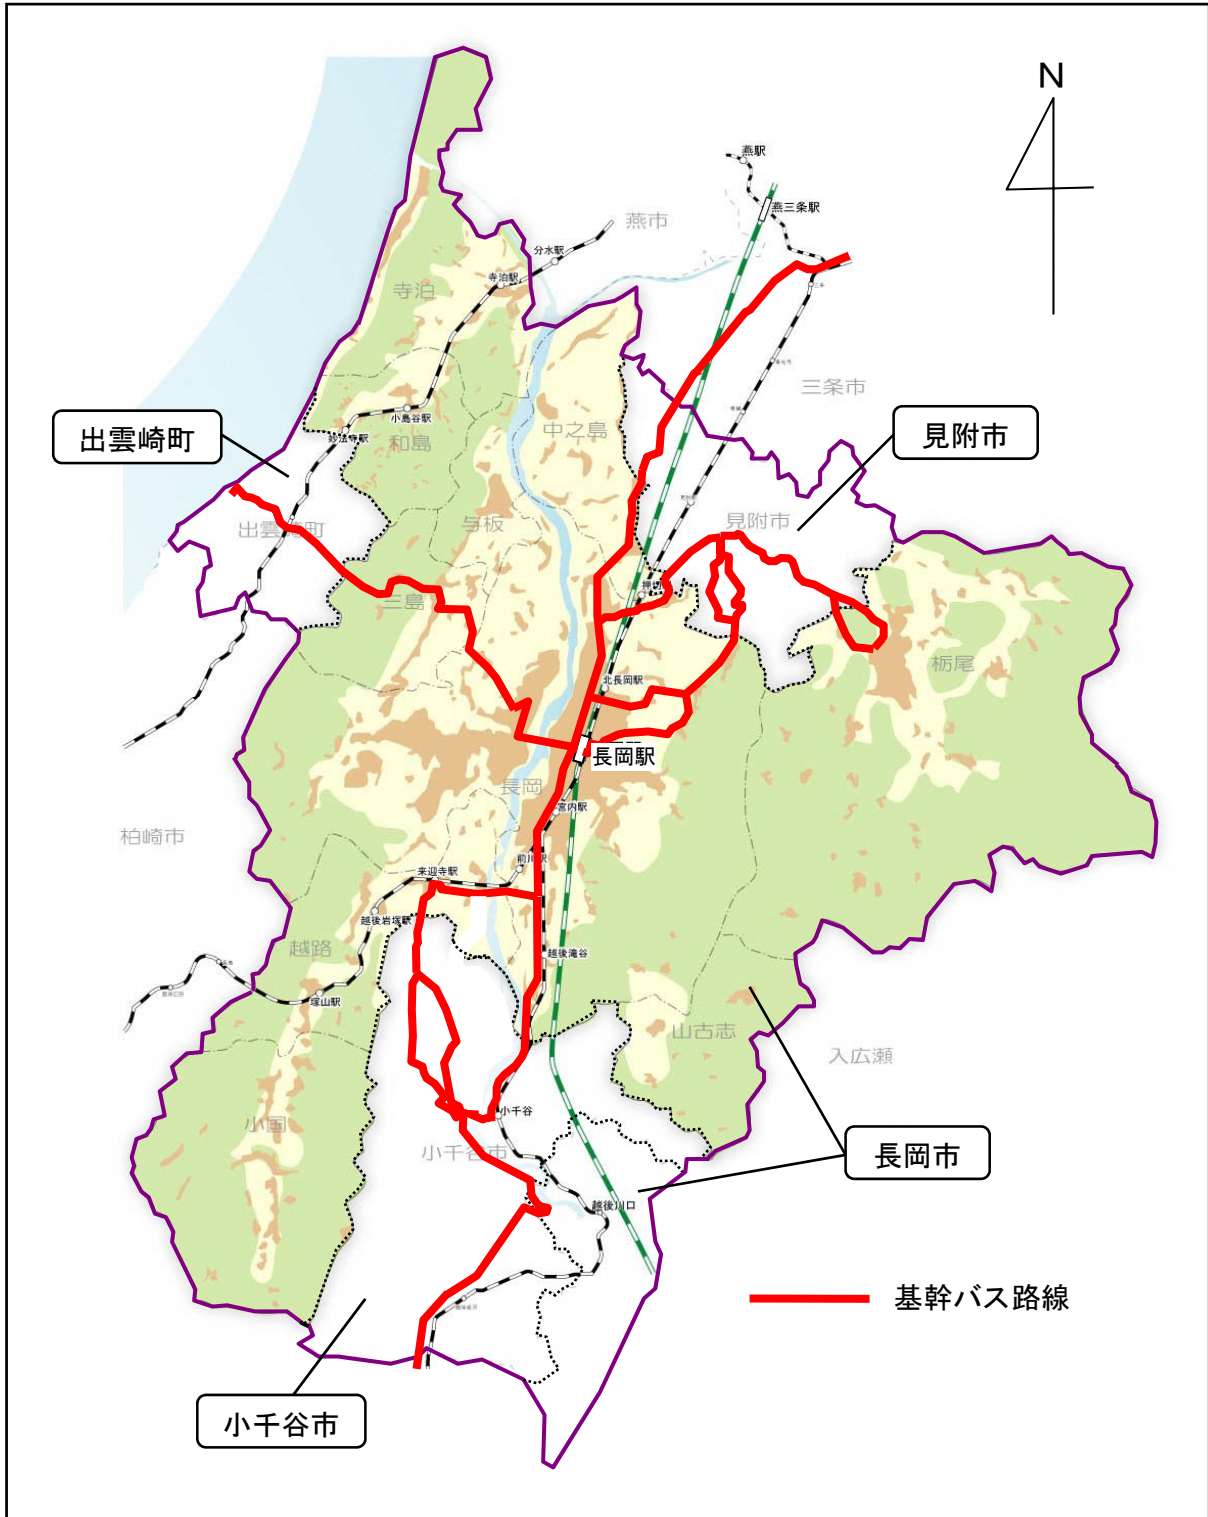 N
燕駅
燕三条駅
燕市
分水駅
寺泊駅
寺泊
三条市
出雲崎町
小島谷駅
妙法寺駅
和島
中之島
見附市
出雲崎町
与板
見附市
押切
三島
栃尾
北長岡駅
長岡駅
長岡
宮内駅
柏崎市
前川駅
来迎寺駅
越後岩塚駅
越路
越後滝谷
塚山駅
山古志
入広瀬
小千谷
小国
小千谷市
長岡市
越後川口
基幹バス路線
小千谷市